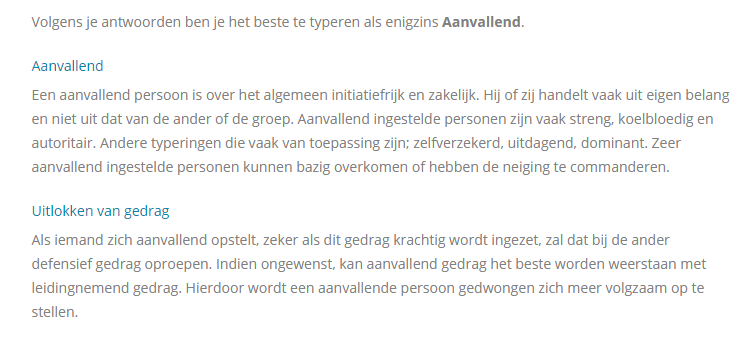 Volgens je antwoorden ben je het beste te typeren als enigzins Aanvallend.
Aanvallend
Een aanvallend persoon is over het algemeen initiatiefrijk en zakelijk. Hij of zij handelt vaak uit eigen belang
en niet uit dat van de ander of de groep. Aanvallend ingestelde personen zijn vaak streng, koelbloedig en
autoritair. Andere typeringen die vaak van toepassing zijn; zelfverzekerd, uitdagend, dominant. Zeer
aanvallend ingestelde personen kunnen bazig overkomen of hebben de neiging te commanderen.
Uitlokken van gedrag
Als iemand zich aanvallend opstelt, zeker als dit gedrag krachtig wordt ingezet, zal dat bij de ander
defensief gedrag oproepen. Indien ongewenst, kan aanvallend gedrag het beste worden weerstaan met
leidingnemend gedrag. Hierdoor wordt een aanvallende persoon gedwongen zich meer volgzaam op te
stellen.